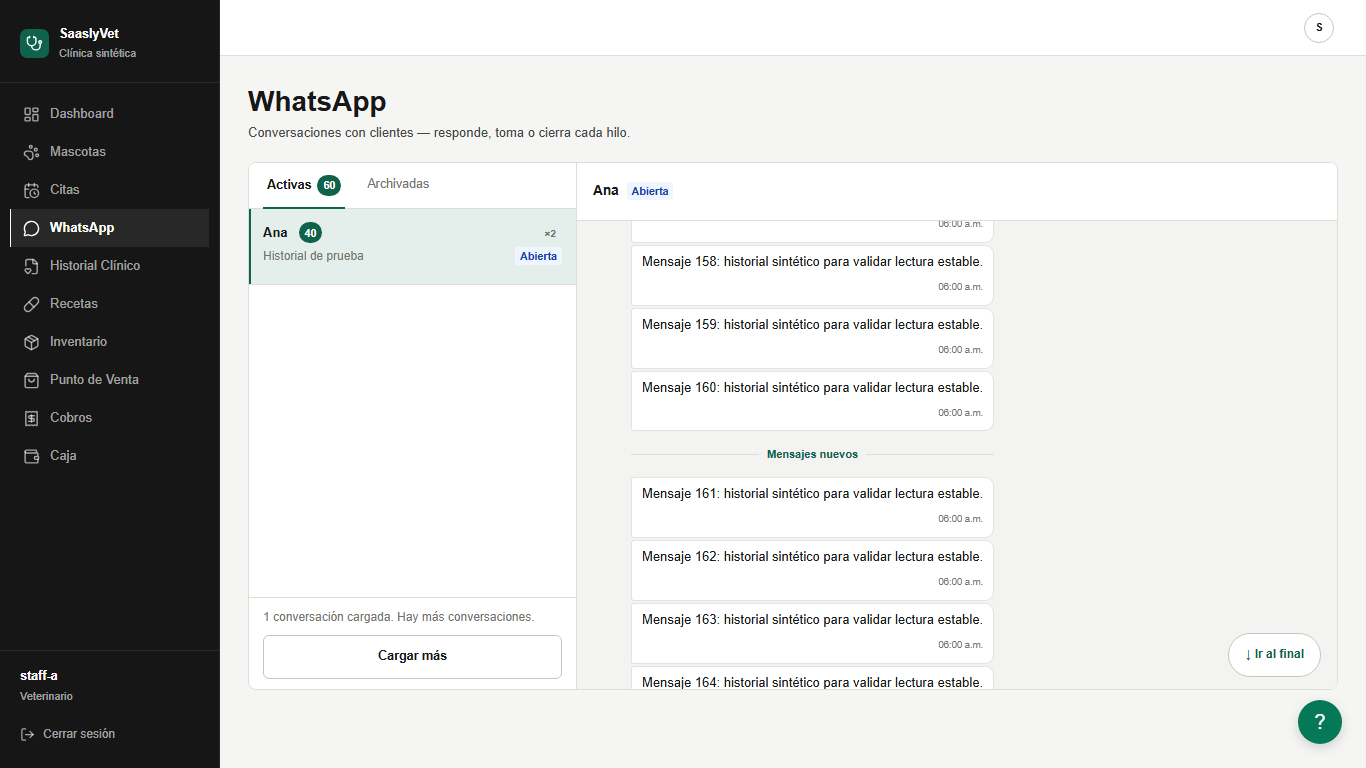 SaaslyVet
Clínica sintética
Dashboard
Mascotas
Citas
WhatsApp
Historial Clínico
Recetas
Inventario
Punto de Venta
Cobros
Caja
staff-a
Veterinario
Cerrar sesión
S
WhatsApp
Conversaciones con clientes — responde, toma o cierra cada hilo.
Activas 60 Archivadas
Ana 40 ×2
Historial de prueba Abierta
1 conversación cargada. Hay más conversaciones.
Cargar más
Ana Abierta
06:00 a.m.
Mensaje 158: historial sintético para validar lectura estable.
06:00 a.m.
Mensaje 159: historial sintético para validar lectura estable.
06:00 a.m.
Mensaje 160: historial sintético para validar lectura estable.
06:00 a.m.
Mensajes nuevos
Mensaje 161: historial sintético para validar lectura estable.
06:00 a.m.
Mensaje 162: historial sintético para validar lectura estable.
06:00 a.m.
Mensaje 163: historial sintético para validar lectura estable.
06:00 a.m.
Mensaje 164: historial sintético para validar lectura estable.
↓ Ir al final
?